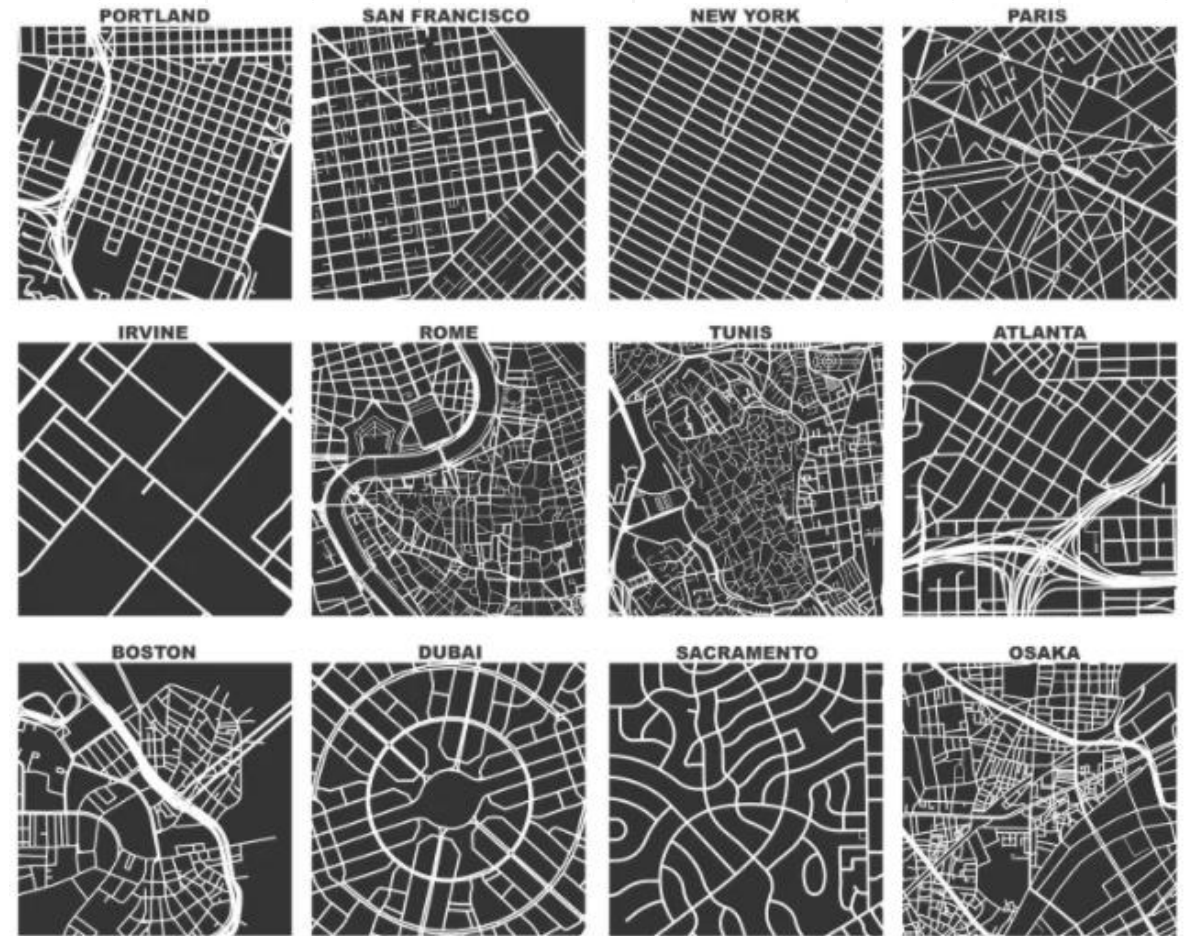 PORTLAND
SAN FRANCISCO
NEW YORK
PARIS
IRVINE
ROME
TUNIS
ATLANTA
BOSTON
DUBAI
SACRAMENTO
OSAKA